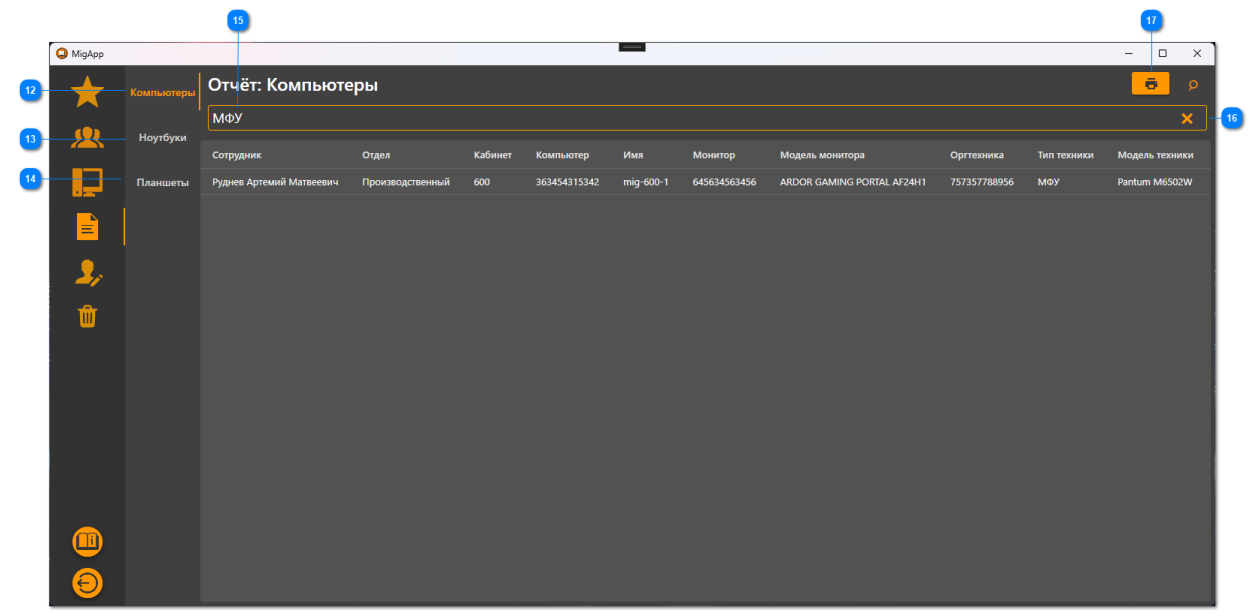 15
17
MigApp
12
Компьютеры
Отчёт: Компьютеры
МФУ
16
13
Ноутбуки
Сотрудник Отдел Кабинет Компьютер Имя Монитор Модель монитора Оргтехника Тип техники Модель техники
14
Планшеты
Руднев Артемий Матвеевич Производственный 600 363454315342 mig-600-1 645634563456 ARDOR GAMING PORTAL AF24H1 757357788956 МФУ Pantum M6502W